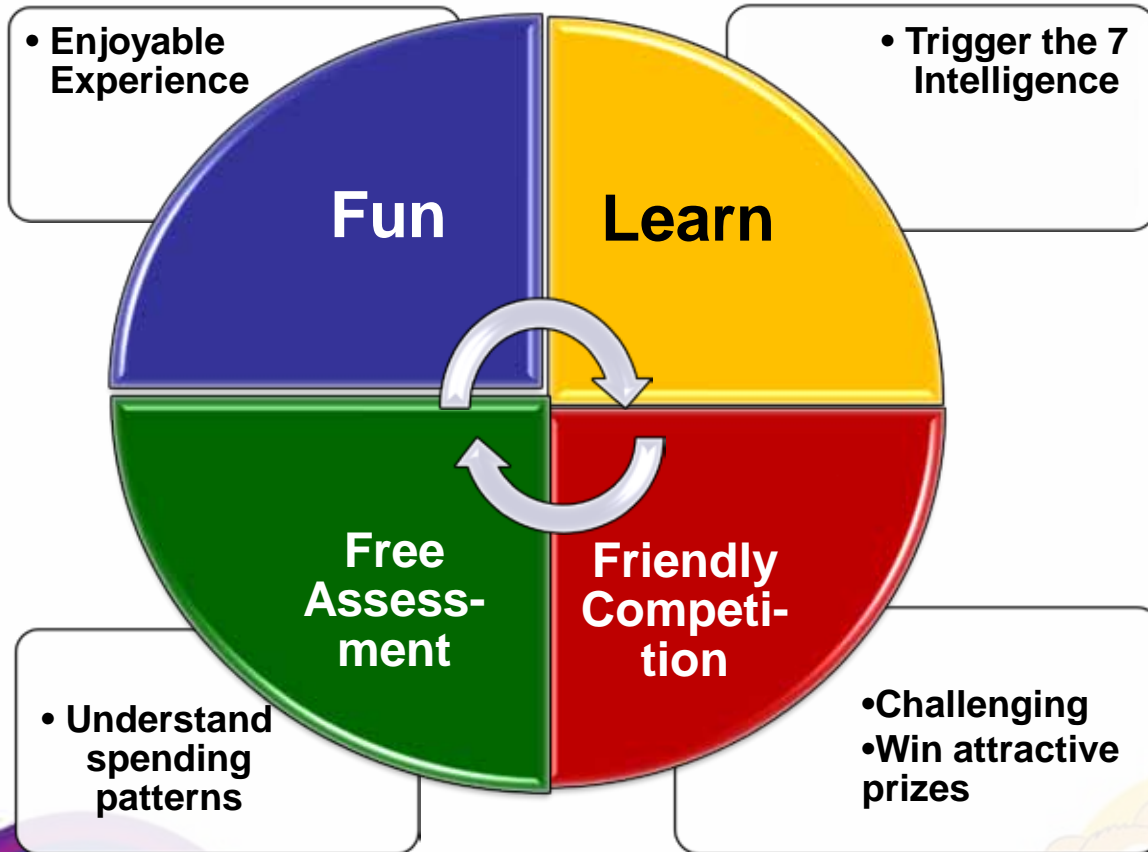 • Enjoyable
Experience
• Trigger the 7
Intelligence
Fun
Learn
Free
Assess-
ment
Friendly
Competi-
tion
• Understand
spending
patterns
•Challenging
•Win attractive
prizes